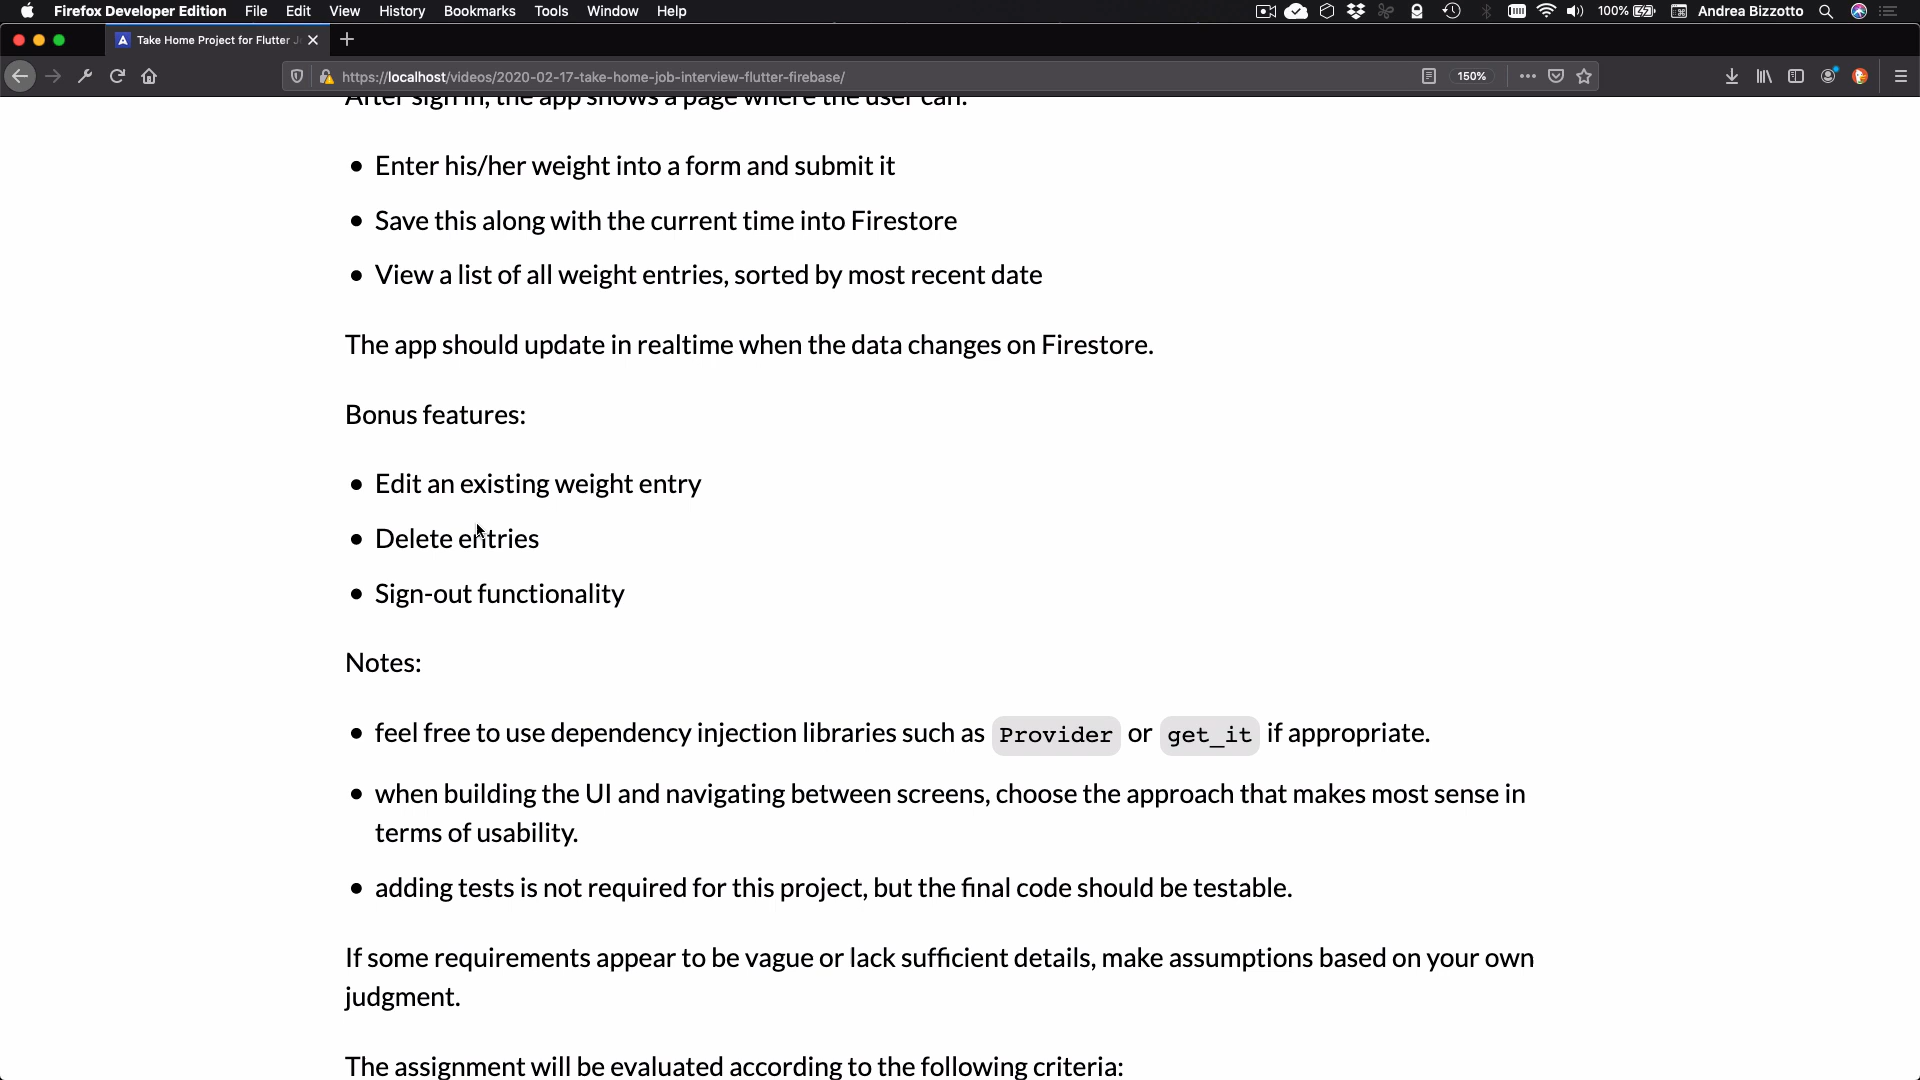 Firefox Developer Edition File Edit View History Bookmarks Tools Window Help 100% Andrea Bizzotto
Take Home Project for Flutter J
https://localhost/videos/2020-02-17-take-home-job-interview-flutter-firebase/ 150%
After sign in, the app shows a page where the user can:
• Enter his/her weight into a form and submit it
• Save this along with the current time into Firestore
• View a list of all weight entries, sorted by most recent date
The app should update in realtime when the data changes on Firestore.
Bonus features:
• Edit an existing weight entry
• Delete entries
• Sign-out functionality
Notes:
• feel free to use dependency injection libraries such as Provider or get_it if appropriate.
• when building the UI and navigating between screens, choose the approach that makes most sense in
terms of usability.
• adding tests is not required for this project, but the final code should be testable.
If some requirements appear to be vague or lack sufficient details, make assumptions based on your own
judgment.
The assignment will be evaluated according to the following criteria: